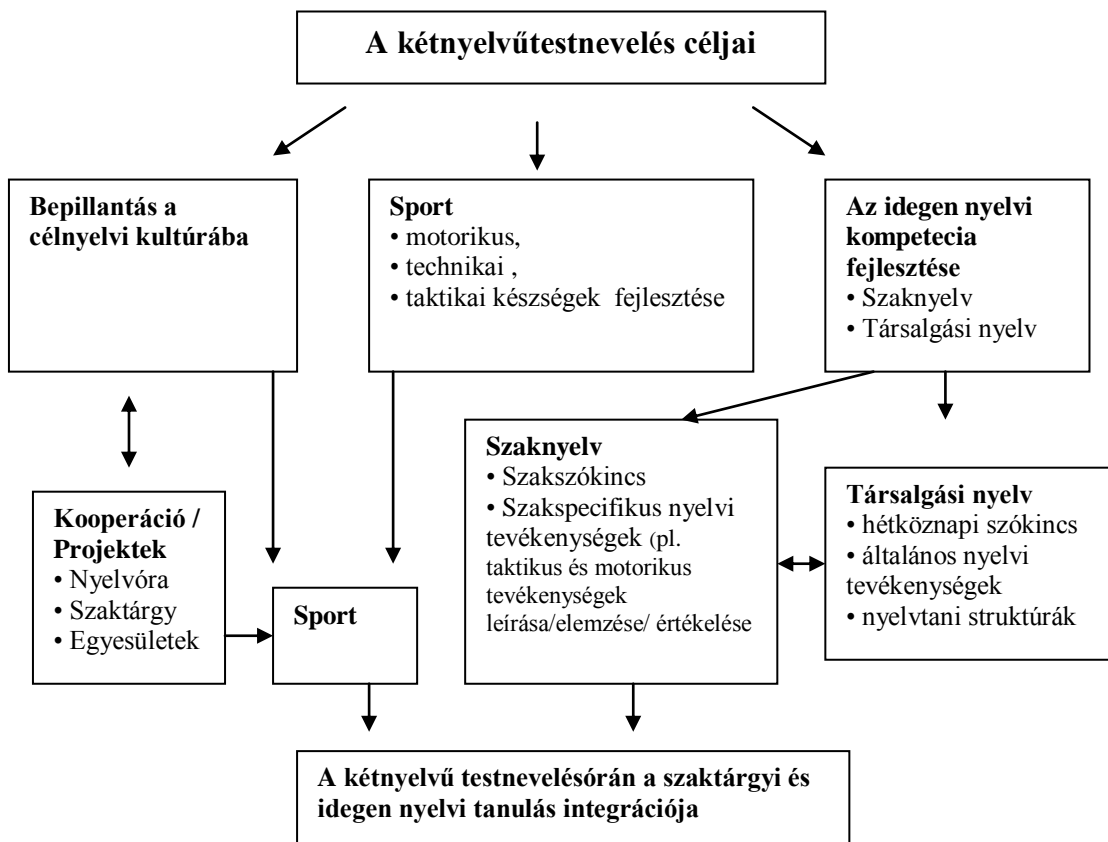 A kétnyelvűtestnevelés céljai
Bepillantás a
célnyelvi kultúrába
Sport
• motorikus,
• technikai ,
• taktikai készségek fejlesztése
Az idegen nyelvi
kompetecia
fejlesztése
• Szaknyelv
• Társalgási nyelv
Kooperáció /
Projektek
• Nyelvóra
• Szaktárgy
• Egyesületek
Sport
Szaknyelv
• Szakszókincs
• Szakspecifikus nyelvi
tevékenységek (pl.
taktikus és motorikus
tevékenységek
leírása/elemzése/ értékelése
Társalgási nyelv
• hétköznapi szókincs
• általános nyelvi
tevékenységek
• nyelvtani struktúrák
A kétnyelvű testnevelésórán a szaktárgyi és
idegen nyelvi tanulás integrációja